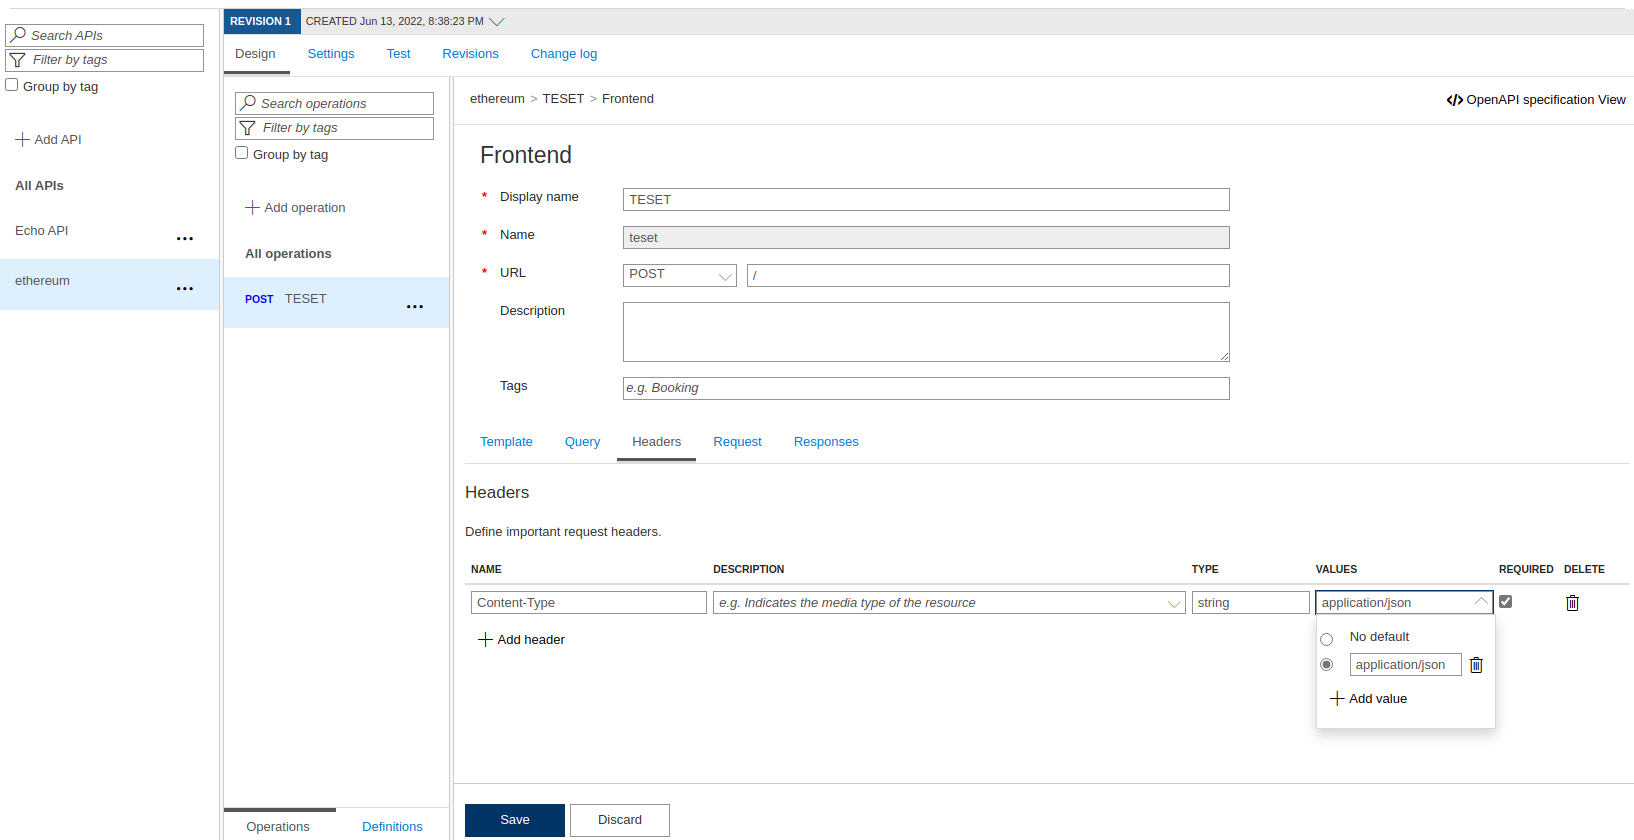 REVISION 1 CREATED Jun 13, 2022, 8:38:23 PM
Search APIs
Filter by tags
Group by tag
Add API
All APIs
Echo API
ethereum
Design Settings Test Revisions Change log
Search operations
Filter by tags
Group by tag
Add operation
All operations
POST TESET
Operations Definitions
ethereum > TESET > Frontend
OpenAPI specification View
Frontend
* Display name TESET
* Name teset
* URL POST /
Description
Tags e.g. Booking
Template Query Headers Request Responses
Headers
Define important request headers.
NAME DESCRIPTION TYPE VALUES REQUIRED DELETE
Content-Type e.g. Indicates the media type of the resource string application/json
Add header
No default
application/json
Add value
Save Discard